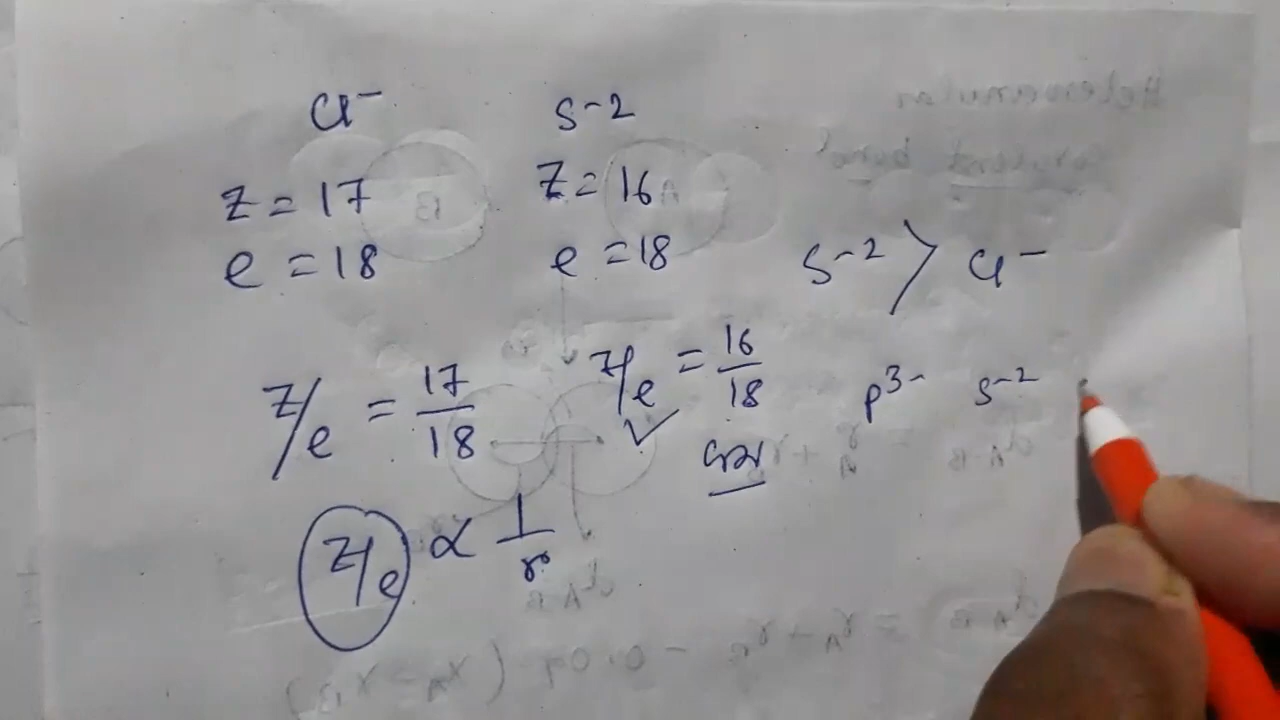 Cl⁻ S⁻²
Z = 17 Z = 16
e = 18 e = 18
S⁻² > Cl⁻
Z/e = 17/18 Z/e = 16/18
P³⁻ S⁻²
Z/e ∝ 1/r